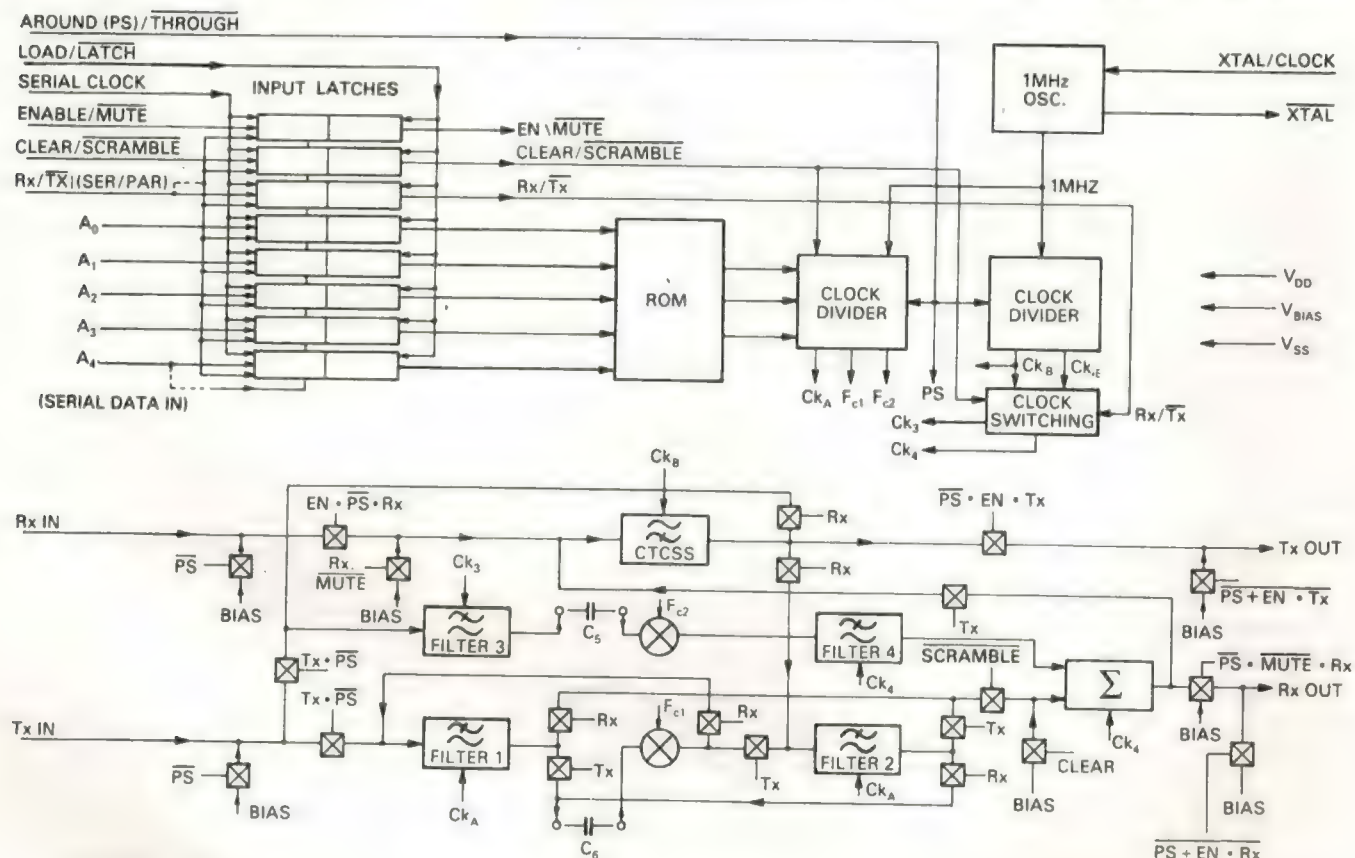 AROUND (PS)/THROUGH
LOAD/LATCH
SERIAL CLOCK
INPUT LATCHES
ENABLE/MUTE
CLEAR/SCRAMBLE
Rx/TX (SER/PAR)
A0
A1
A2
A3
A4
(SERIAL DATA IN)
EN\MUTE
CLEAR/SCRAMBLE
Rx/Tx
ROM
1MHz
OSC.
XTAL/CLOCK
XTAL
1MHZ
CLOCK
DIVIDER
CLOCK
DIVIDER
VDD
VBIAS
VSS
CkA
Fc1
Fc2
PS
CkB
CLOCK
SWITCHING
Rx/Tx
Ck3
Ck4
CkB
EN • PS • Rx
Rx
PS • EN • Tx
Rx IN
CTCSS
Tx OUT
PS
BIAS
Rx.
MUTE
BIAS
Ck3
Rx
PS + EN • Tx
BIAS
Fc2
Tx
FILTER 3
C5
FILTER 4
Ck4
SCRAMBLE
Σ
Ck4
PS • MUTE • Rx
Rx OUT
BIAS
Tx • PS
Tx • PS
Tx IN
FILTER 1
CkA
Rx
Tx
Fc1
Rx
Tx
FILTER 2
CkA
Tx
Rx
CLEAR
BIAS
PS
BIAS
C6
BIAS
PS + EN • Rx